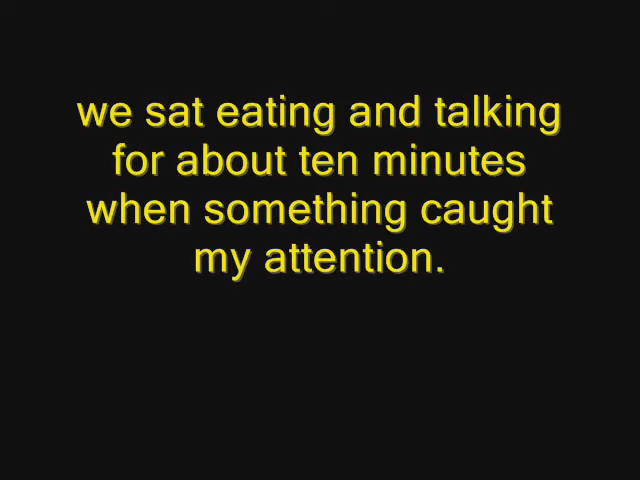 we sat eating and talking
for about ten minutes
when something caught
my attention.